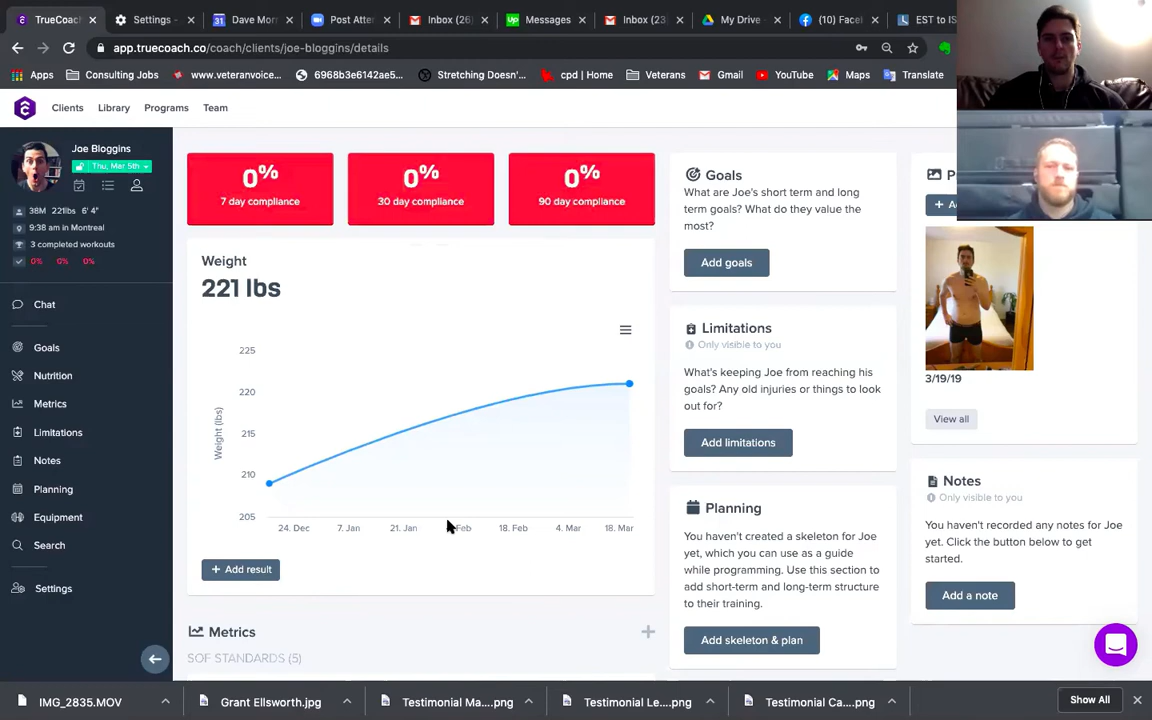 TrueCoach
Settings -
Dave Morr
Post Atten
Inbox (26)
Messages
Inbox (23
My Drive -
(10) Facel
EST to IS
app.truecoach.co/coach/clients/joe-bloggins/details
Apps
Consulting Jobs
www.veteranvoice...
6968b3e6142ae5...
Stretching Doesn'...
cpd | Home
Veterans
Gmail
YouTube
Maps
Translate
Clients
Library
Programs
Team
Joe Bloggins
Thu, Mar 5th
38M 221lbs 6' 4"
9:38 am in Montreal
3 completed workouts
0% 0% 0%
Chat
Goals
Nutrition
Metrics
Limitations
Notes
Planning
Equipment
Search
Settings
0%
7 day compliance
0%
30 day compliance
0%
90 day compliance
Weight
221 lbs
225
220
215
210
205
Weight (lbs)
24. Dec
7. Jan
21. Jan
Feb
18. Feb
4. Mar
18. Mar
+ Add result
Metrics
SOF STANDARDS (5)
Goals
What are Joe's short term and long
term goals? What do they value the
most?
Add goals
Limitations
Only visible to you
What's keeping Joe from reaching his
goals? Any old injuries or things to look
out for?
Add limitations
Planning
You haven't created a skeleton for Joe
yet, which you can use as a guide
while programming. Use this section
to add short-term and long-term structure
to their training.
Add skeleton & plan
3/19/19
View all
Notes
Only visible to you
You haven't recorded any notes for Joe
yet. Click the button below to get
started.
Add a note
IMG_2835.MOV
Grant Ellsworth.jpg
Testimonial Ma....png
Testimonial Le....png
Testimonial Ca....png
Show All